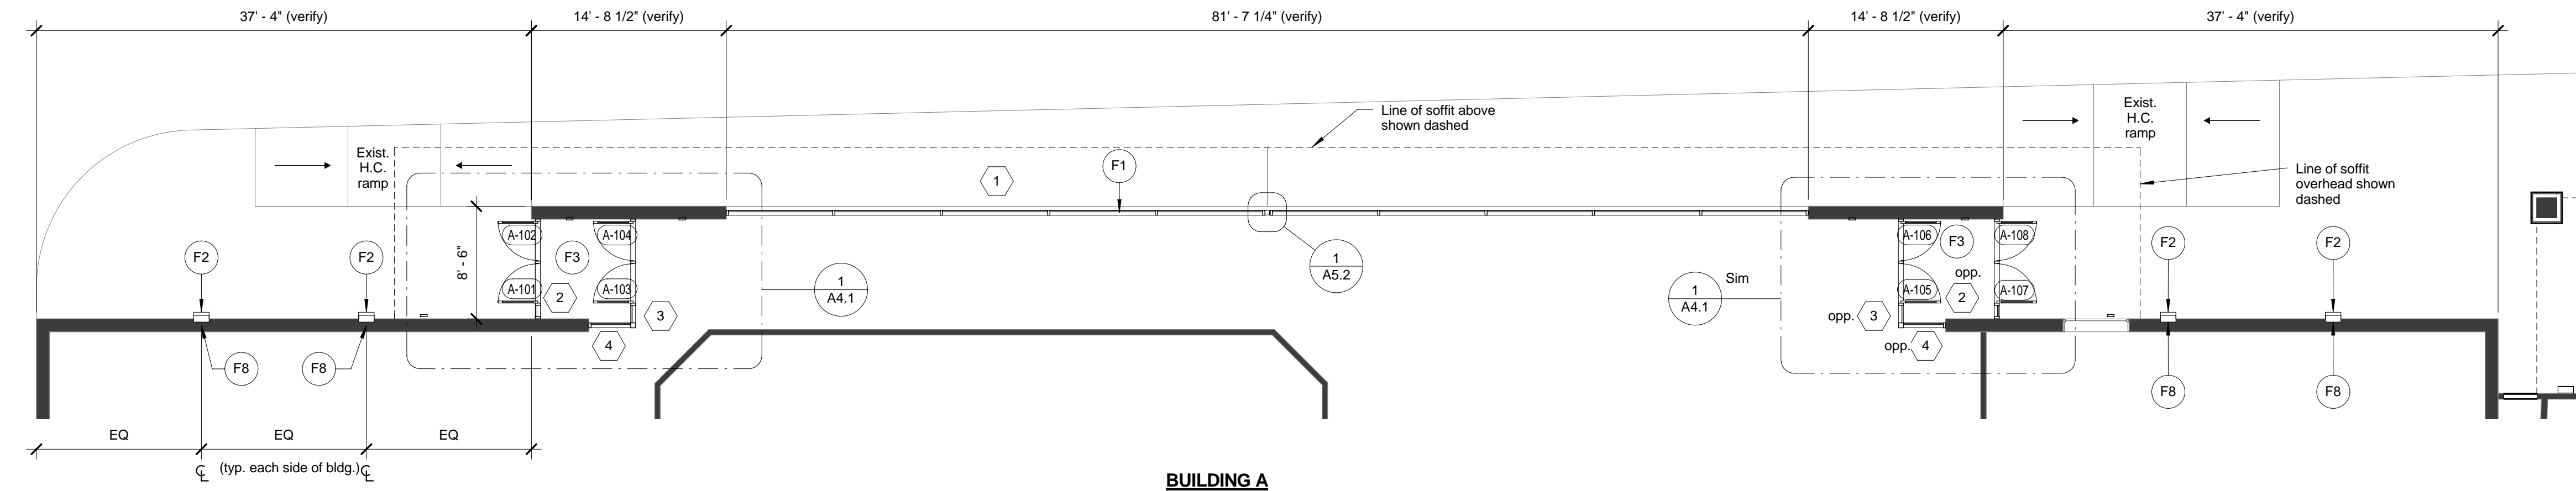 37' - 4" (verify)
14' - 8 1/2" (verify)
81' - 7 1/4" (verify)
14' - 8 1/2" (verify)
37' - 4" (verify)
Line of soffit above
shown dashed
Exist.
H.C.
ramp
Exist.
H.C.
ramp
F1
1
Line of soffit
overhead shown
dashed
A-102
A-104
A-106
A-108
F2
F2
8' - 6"
F3
1
A5.2
F3
F2
F2
A-101
2
A-103
1
A4.1
1
A4.1
Sim
opp.
A-105
2
A-107
3
opp.
3
4
opp.
4
F8
F8
F8
F8
EQ
EQ
EQ
(typ. each side of bldg.)
BUILDING A